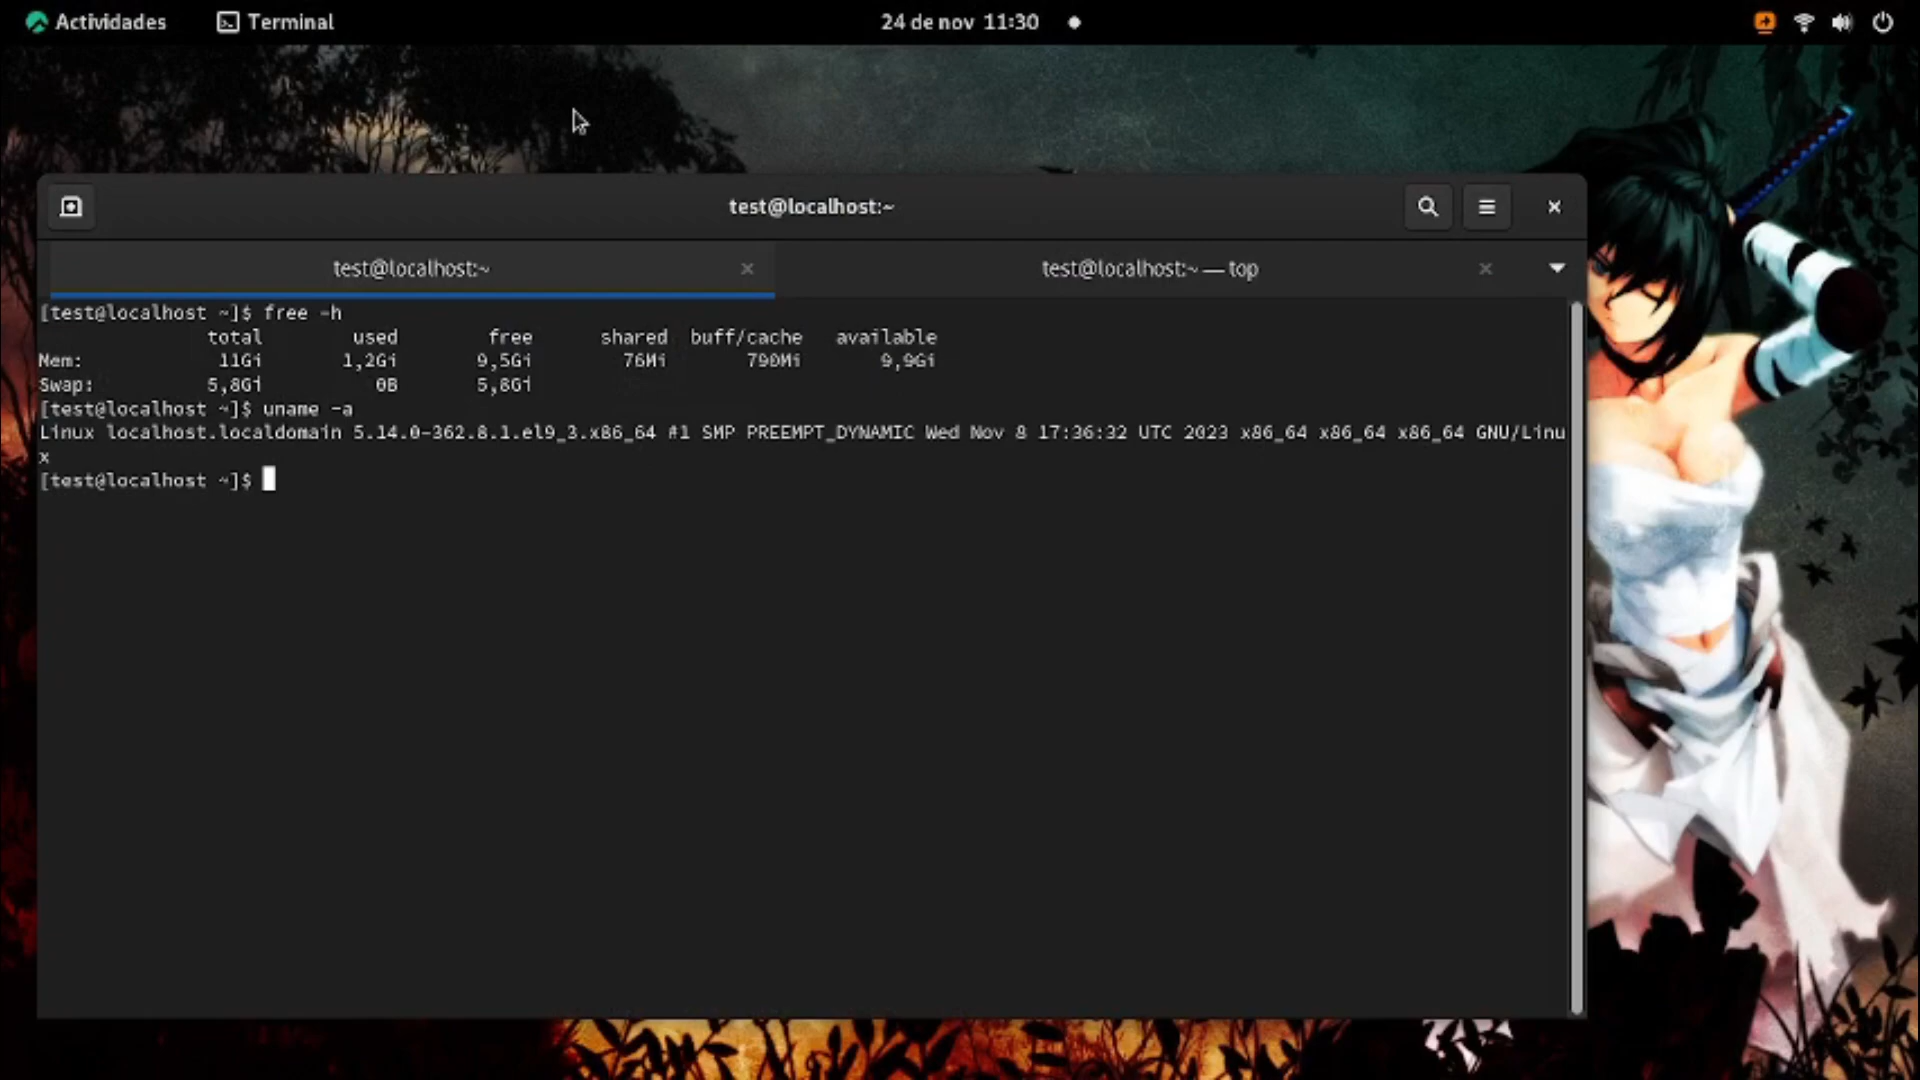 Actividades Terminal 24 de nov 11:30
test@localhost:~
test@localhost:~ test@localhost:~ — top
[test@localhost ~]$ free -h
total used free shared buff/cache available
Mem: 11Gi 1,2Gi 9,5Gi 76Mi 790Mi 9,9Gi
Swap: 5,8Gi 0B 5,8Gi
[test@localhost ~]$ uname -a
Linux localhost.localdomain 5.14.0-362.8.1.el9_3.x86_64 #1 SMP PREEMPT_DYNAMIC Wed Nov 8 17:36:32 UTC 2023 x86_64 x86_64 x86_64 GNU/Linu
x
[test@localhost ~]$